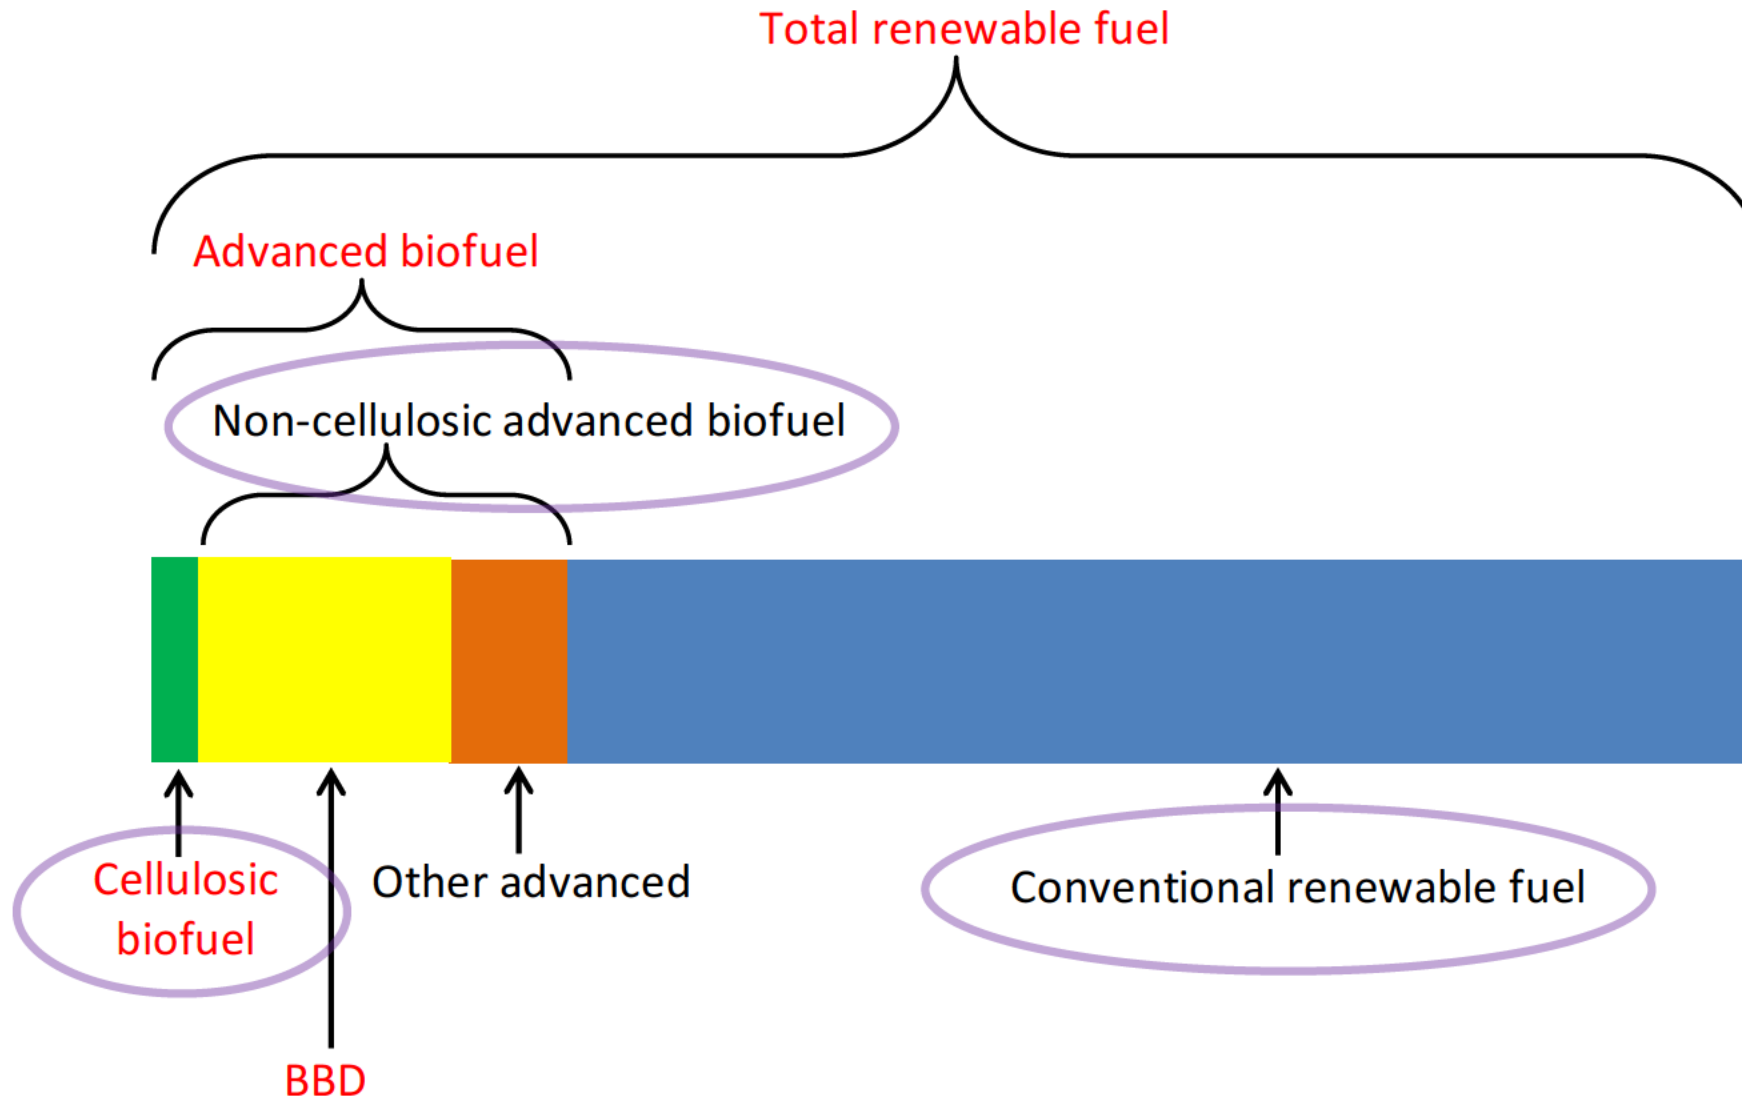 Total renewable fuel
Advanced biofuel
Non-cellulosic advanced biofuel
Cellulosic
biofuel
Other advanced
Conventional renewable fuel
BBD